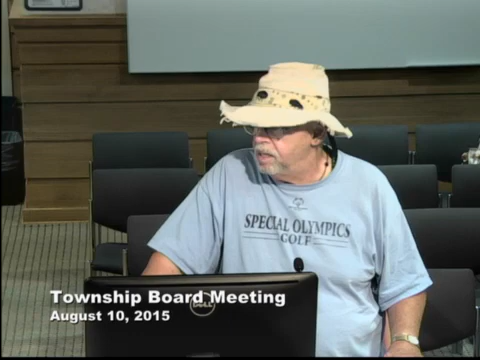 SPECIAL OLYMPICS
GOLF
Township Board Meeting
DELL
August 10, 2015